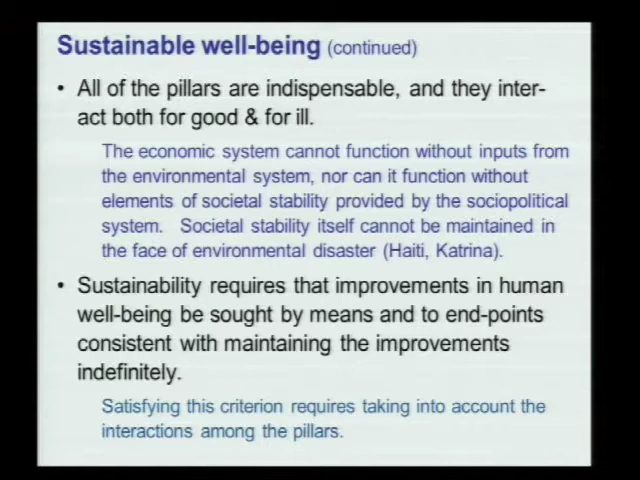 Sustainable well-being (continued)
• All of the pillars are indispensable, and they inter-
act both for good & for ill.
The economic system cannot function without inputs from
the environmental system, nor can it function without
elements of societal stability provided by the sociopolitical
system. Societal stability itself cannot be maintained in
the face of environmental disaster (Haiti, Katrina).
• Sustainability requires that improvements in human
well-being be sought by means and to end-points
consistent with maintaining the improvements
indefinitely.
Satisfying this criterion requires taking into account the
interactions among the pillars.